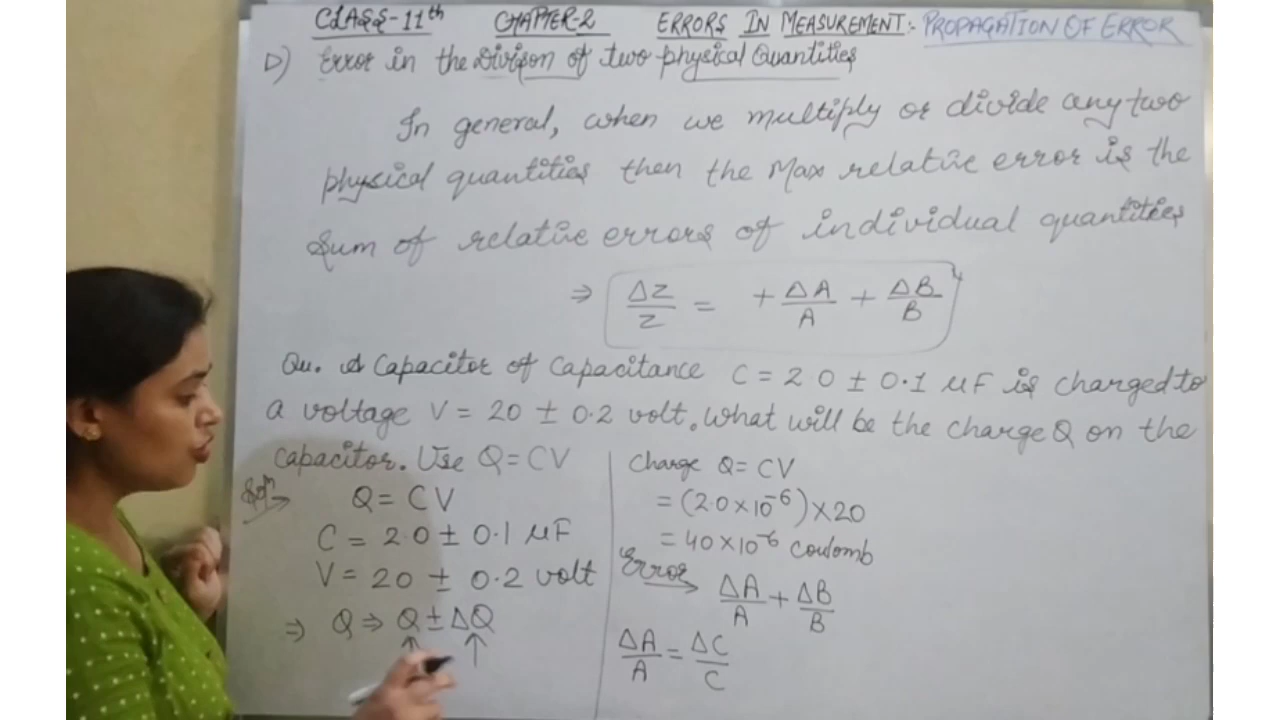 CLASS-11th CHAPTER-2 ERRORS IN MEASUREMENT:- PROPAGATION OF ERROR
D) Error in the Divison of two physical Quantities
In general, when we multiply or divide any two
physical quantities then the Max relative error is the
Sum of relative errors of individual quantities
⇒ ΔZ/Z = + ΔA/A + ΔB/B
Qu. A Capacitor of Capacitance C = 2.0 ± 0.1 μF is charged to
a voltage V = 20 ± 0.2 volt. What will be the charge Q on the
capacitor. Use Q = CV
Solⁿ → Q = CV
C = 2.0 ± 0.1 μF
V = 20 ± 0.2 volt
⇒ Q ⇒ Q ± ΔQ
Charge Q = CV
= (2.0 × 10⁻⁶) × 20
= 40 × 10⁻⁶ Coulomb
Error → ΔA/A + ΔB/B
ΔA/A = ΔC/C